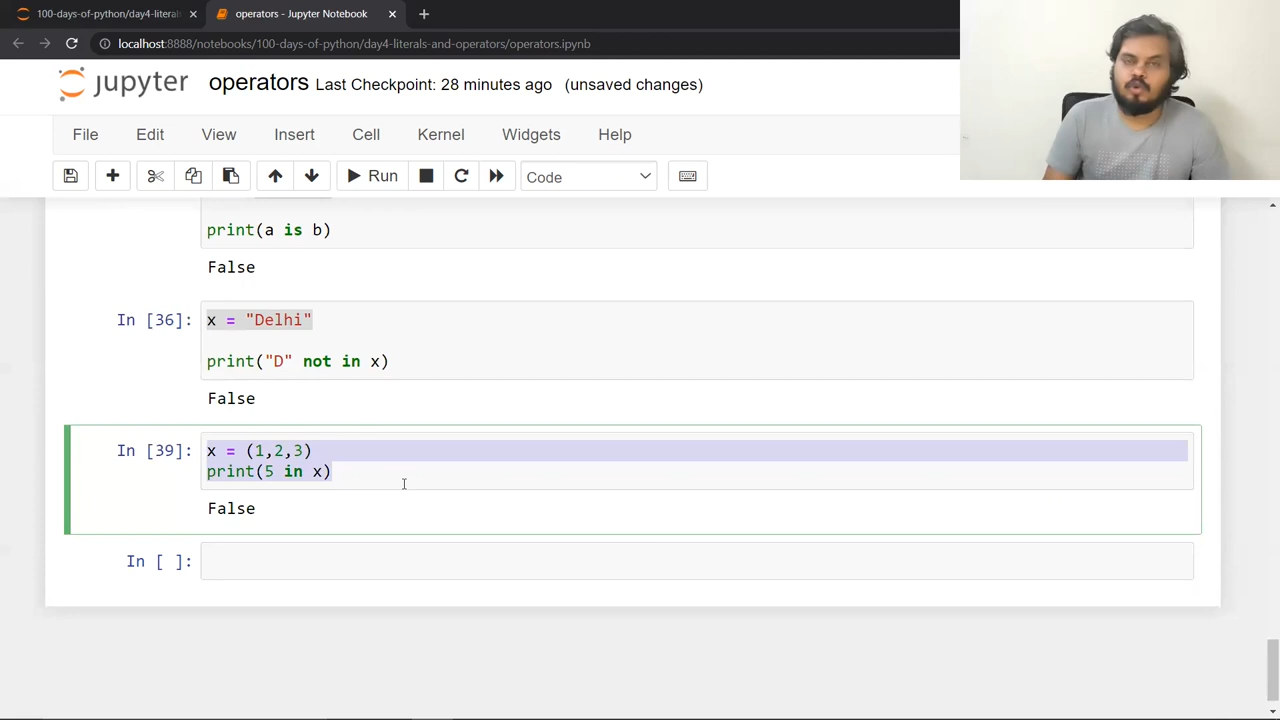 100-days-of-python/day4-literals
operators - Jupyter Notebook
localhost:8888/notebooks/100-days-of-python/day4-literals-and-operators/operators.ipynb
jupyter operators Last Checkpoint: 28 minutes ago (unsaved changes)
File Edit View Insert Cell Kernel Widgets Help
Run Code
print(a is b)
False
In [36]: x = "Delhi"
print("D" not in x)
False
In [39]: x = (1,2,3)
print(5 in x)
False
In [ ]: